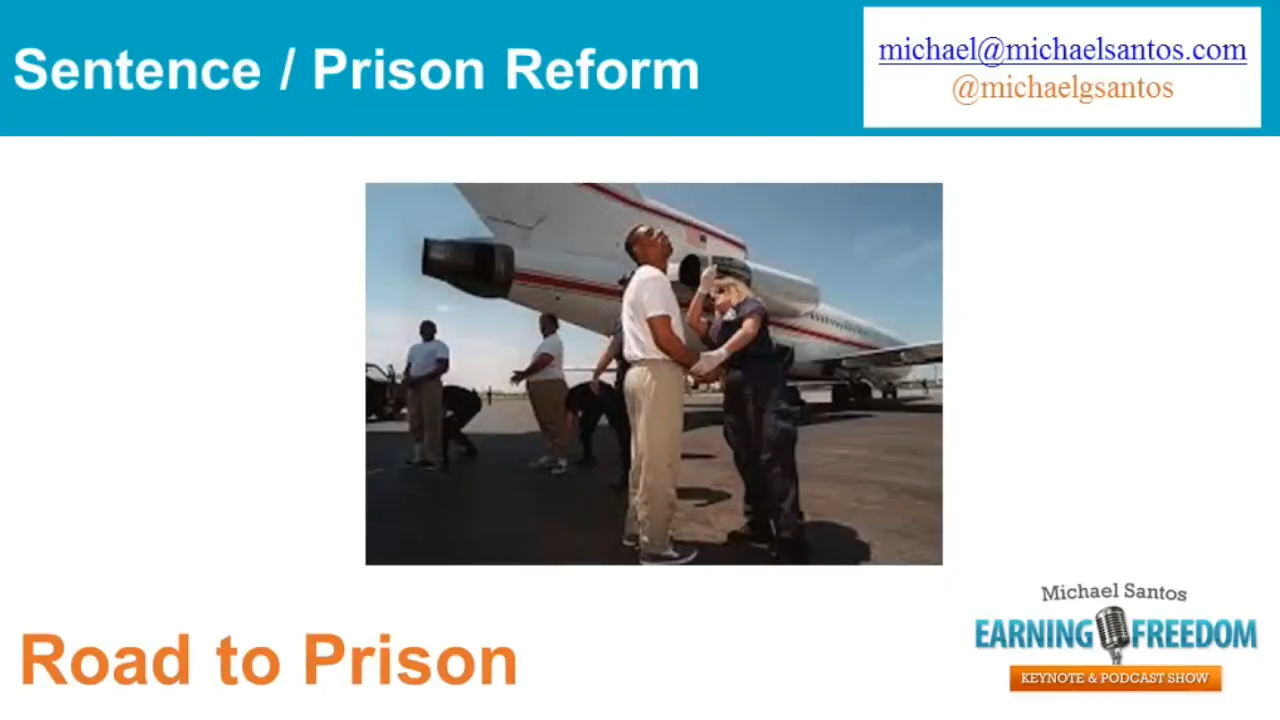 Sentence / Prison Reform
michael@michaelsantos.com
@michaelgsantos
Road to Prison
Michael Santos
EARNING FREEDOM
KEYNOTE & PODCAST SHOW